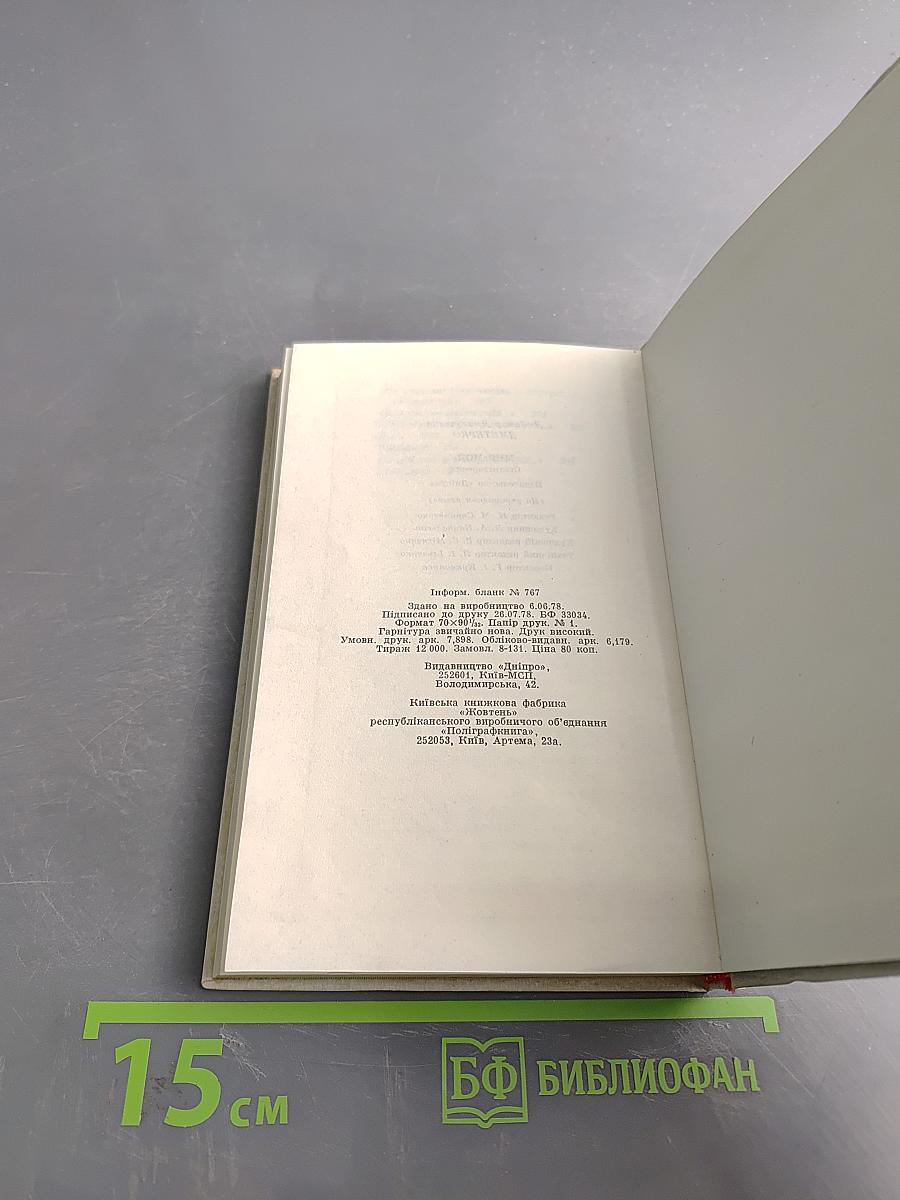 Інформ. бланк № 767
Здано на виробництво 6.06.78.
Підписано до друку 26.07.78. БФ 33034.
Формат 70×90¹/₃₂. Папір друк. № 1.
Гарнітура звичайно нова. Друк високий.
Умовн. друк. арк. 7,898. Обліково-видавн. арк. 6,179.
Тираж 12 000. Замовл. 8-131. Ціна 80 коп.
Видавництво «Дніпро»,
252601, Київ-МСП,
Володимирська, 42.
Київська книжкова фабрика
«Жовтень»
республіканського виробничого об'єднання
«Поліграфкнига»,
252053, Київ, Артема, 23а.
15 см
БФ БИБЛИОФАН